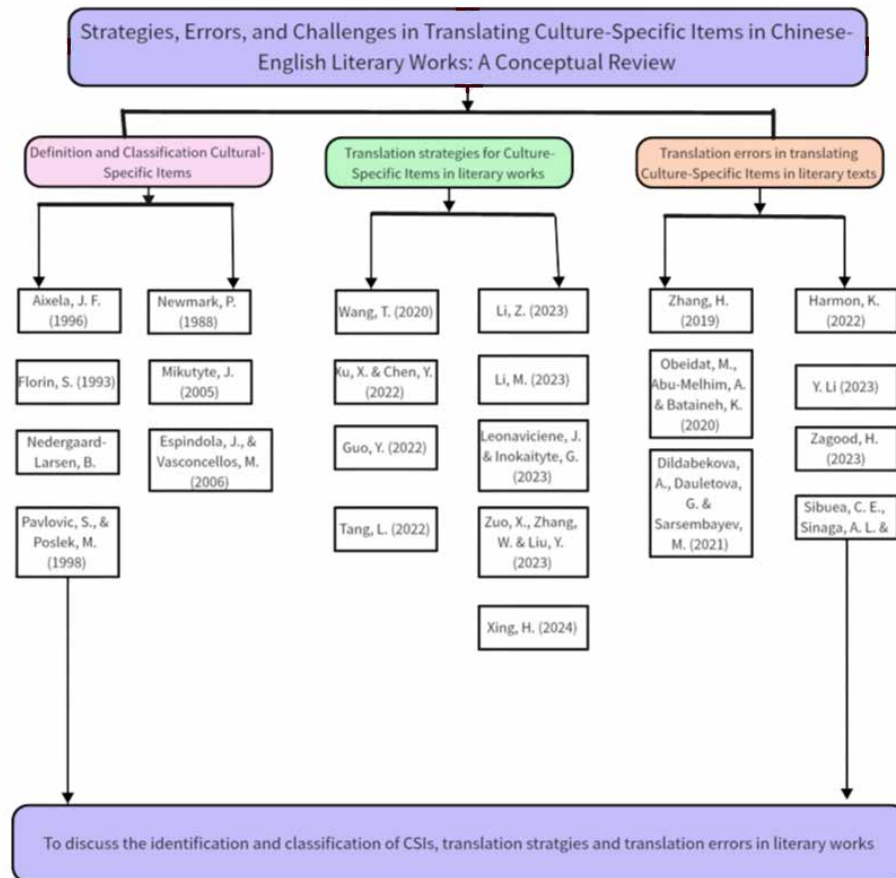 Strategies, Errors, and Challenges in Translating Culture-Specific Items in Chinese-
English Literary Works: A Conceptual Review
Definition and Classification Cultural-
Specific Items
Translation strategies for Culture-
Specific Items in literary works
Translation errors in translating
Culture-Specific Items in literary texts
Aixela, J. F.
(1996)
Florin, S. (1993)
Nedergaard-
Larsen, B.
Pavlovic, S., &
Poslek, M.
(1998)
Newmark, P.
(1988)
Mikutyte, J.
(2005)
Espindola, J., &
Vasconcellos, M.
(2006)
Wang, T. (2020)
Xu, X. & Chen, Y.
(2022)
Guo, Y. (2022)
Tang, L. (2022)
Li, Z. (2023)
Li, M. (2023)
Leonaviciene, J.
& Inokaityte, G.
(2023)
Zuo, X., Zhang,
W. & Liu, Y.
(2023)
Xing, H. (2024)
Zhang, H.
(2019)
Obeidat, M.,
Abu-Melhim, A.
& Bataineh, K.
(2020)
Dildabekova,
A., Dauletova,
G. &
Sarsembayev,
M. (2021)
Harmon, K.
(2022)
Y. Li (2023)
Zagood, H.
(2023)
Sibuea, C. E.,
Sinaga, A. L. &
To discuss the identification and classification of CSIs, translation stratgies and translation errors in literary works